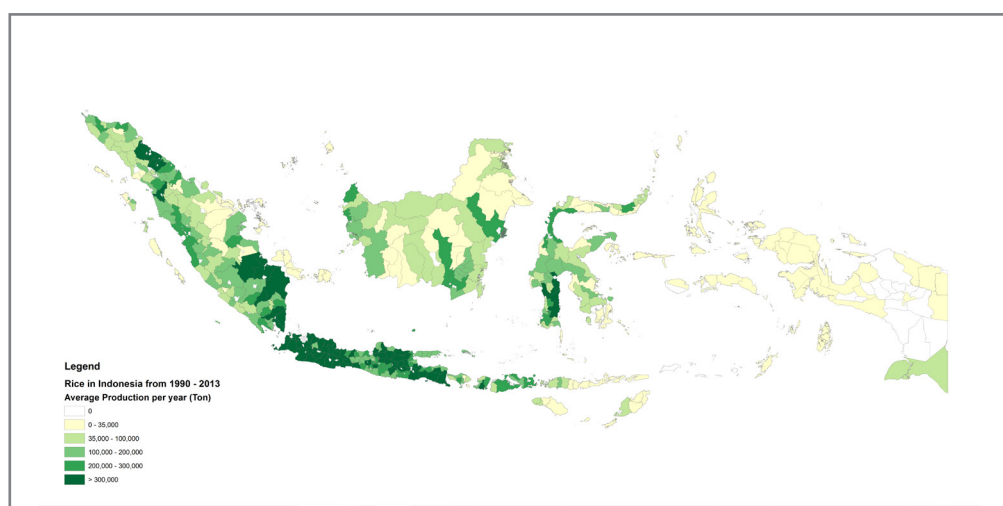 Legend
Rice in Indonesia from 1990 - 2013
Average Production per year (Ton)
0
0 - 35,000
35,000 - 100,000
100,000 - 200,000
200,000 - 300,000
> 300,000